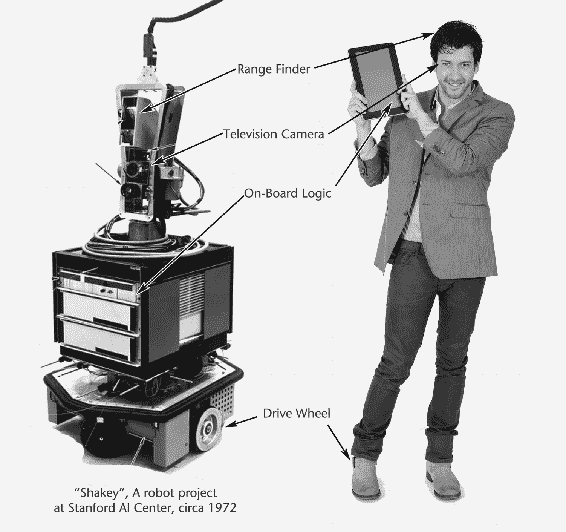 Range Finder
Television Camera
On-Board Logic
Drive Wheel
“Shakey”, A robot project
at Stanford AI Center, circa 1972